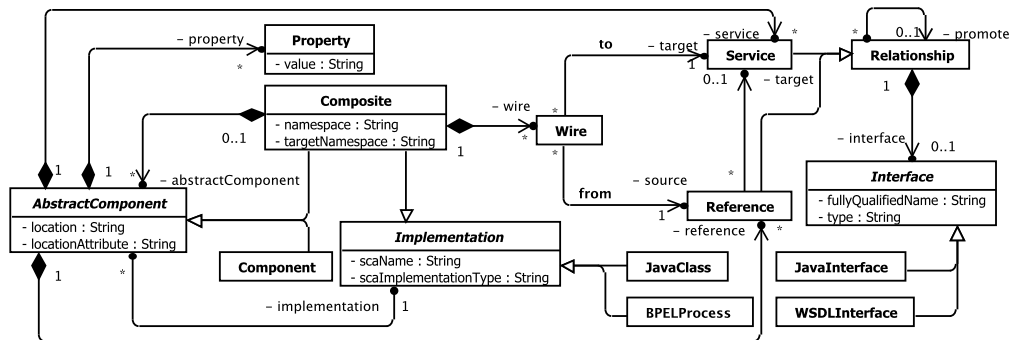 - property
*
Property
- value : String
to
- target
1
- service
*
Service
0..1
- target
*
0..1
- promote
Relationship
1
Composite
- namespace : String
- targetNamespace : String
0..1
1
- wire
*
*
Wire
*
- interface
0..1
1
1
*
- abstractComponent
AbstractComponent
- location : String
- locationAttribute : String
from
- source
1
*
Reference
- reference
*
Interface
- fullyQualifiedName : String
- type : String
Implementation
- scaName : String
- scaImplementationType : String
1
*
Component
JavaClass
JavaInterface
- implementation
1
BPELProcess
WSDLInterface